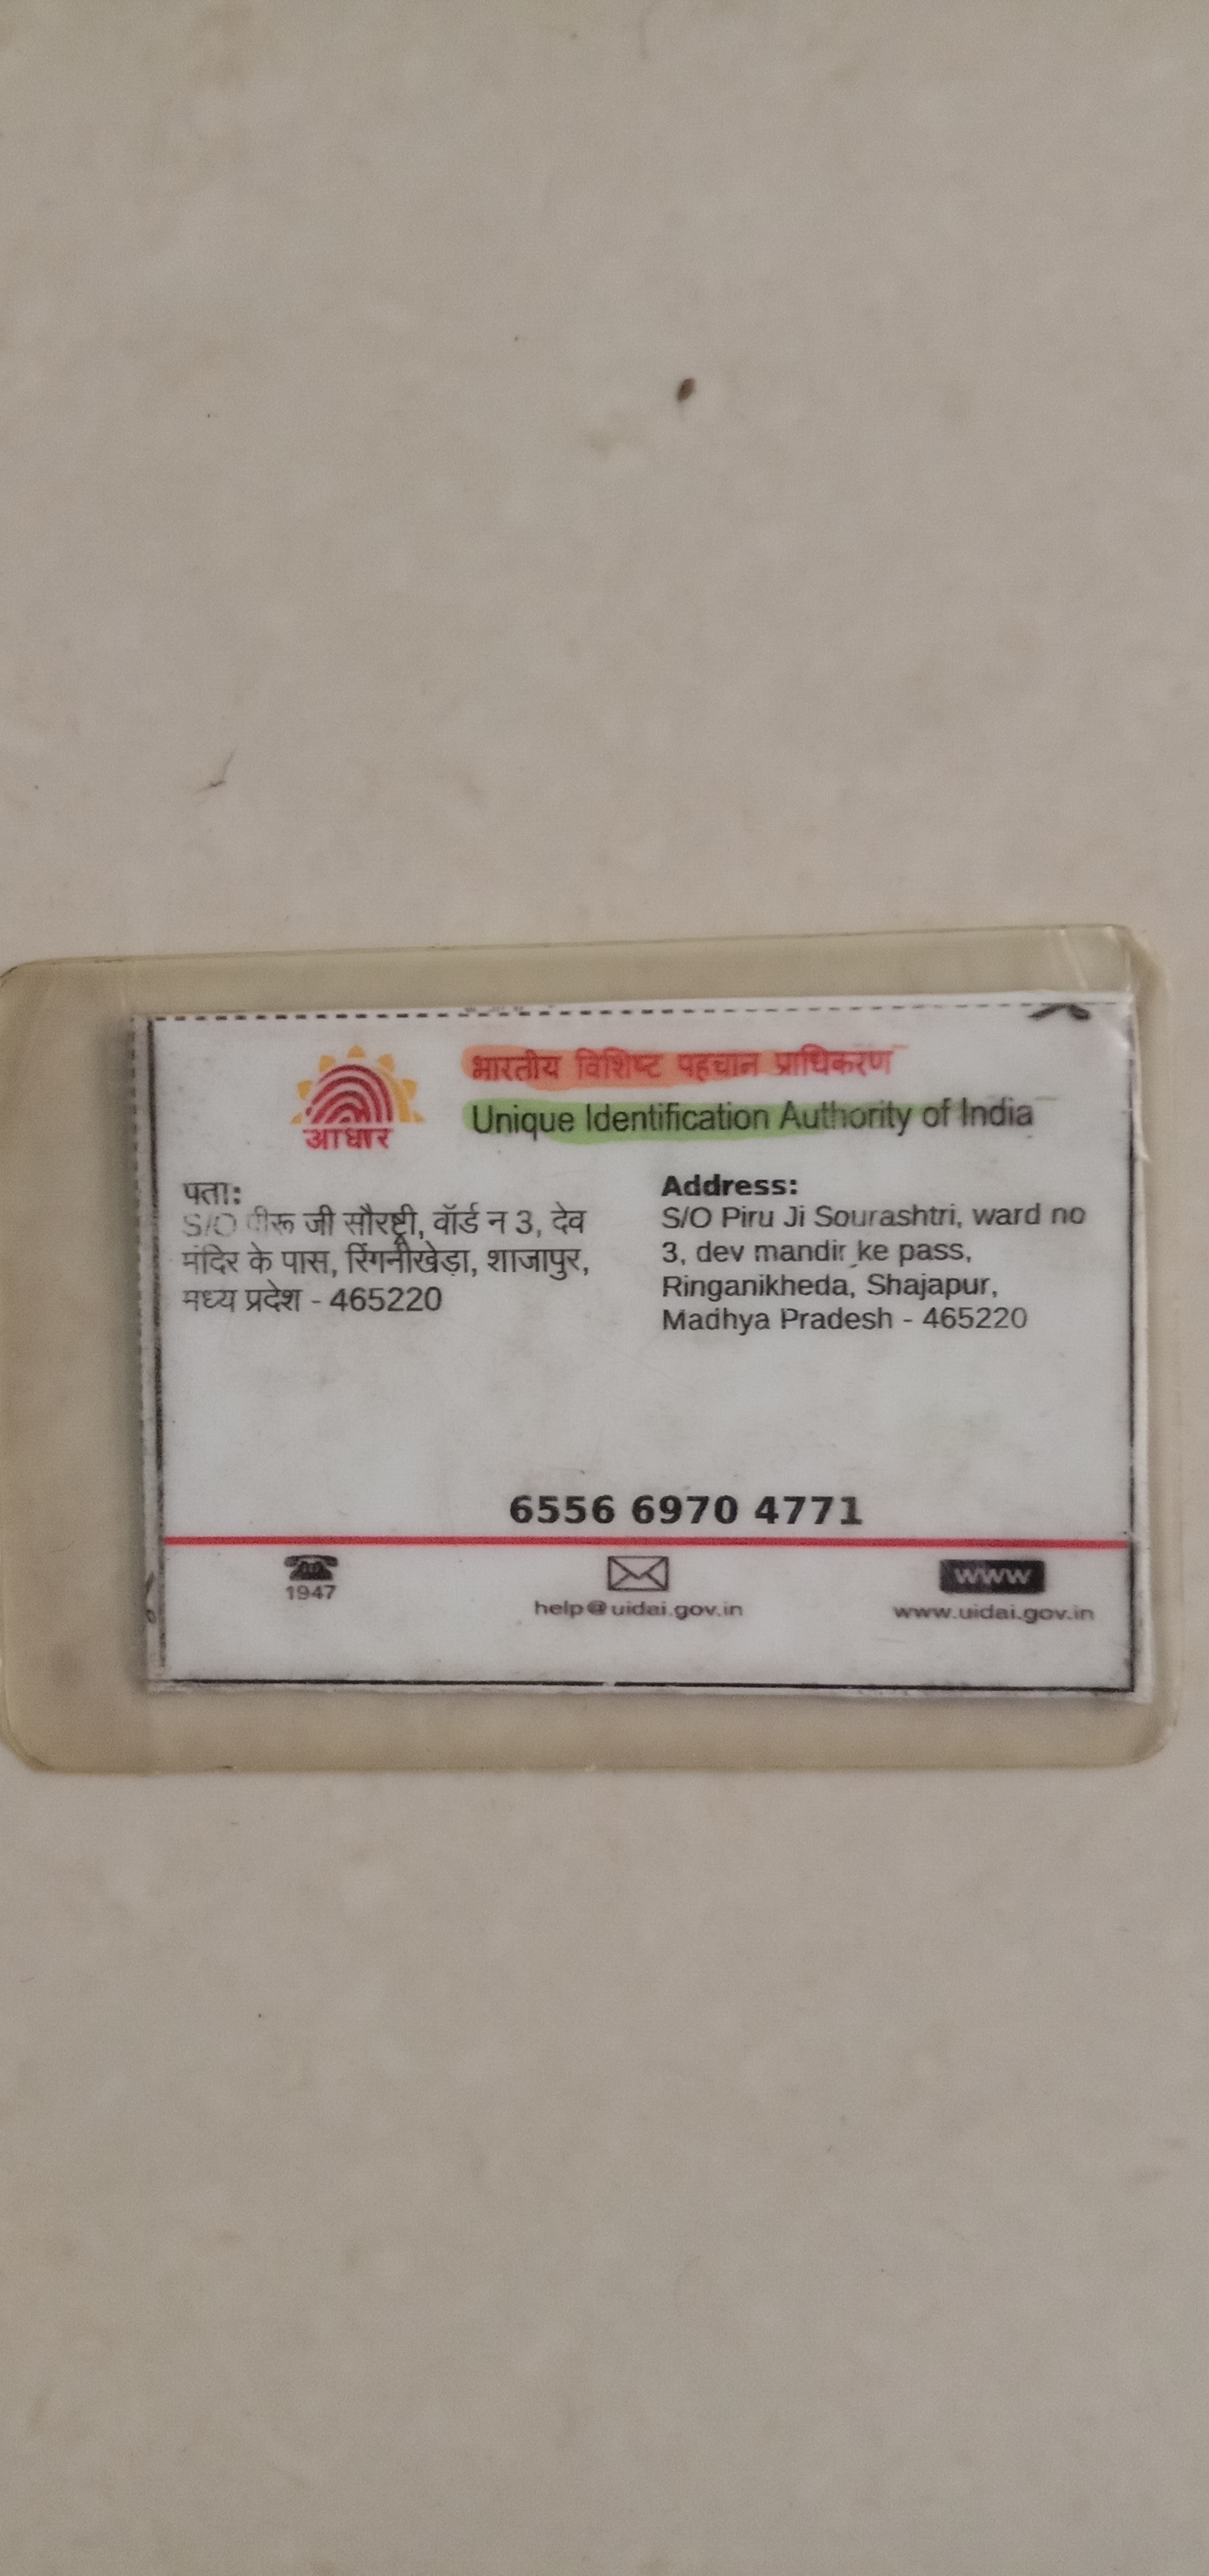 भारतीय विशिष्ट पहचान प्राधिकरण
Unique Identification Authority of India
आधार
पता:
S/O पीरू जी सौराष्ट्री, वॉर्ड न 3, देव
मंदिर के पास, रिंगनीखेड़ा, शाजापुर,
मध्य प्रदेश - 465220
Address:
S/O Piru Ji Sourashtri, ward no
3, dev mandir ke pass,
Ringanikheda, Shajapur,
Madhya Pradesh - 465220
6556 6970 4771
1947
help@uidai.gov.in
WWW
www.uidai.gov.in